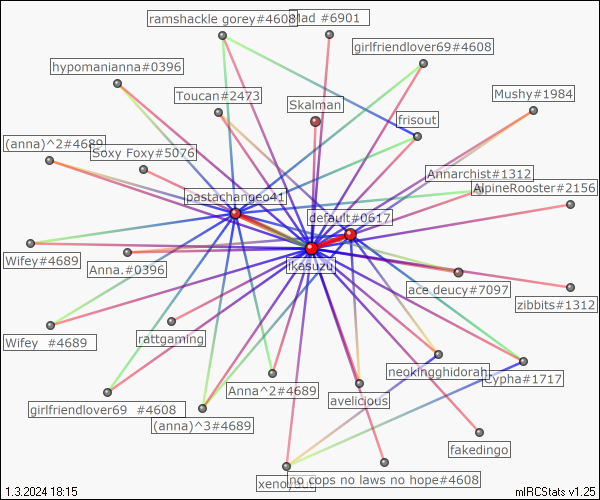 ramshackle gorey#4608
Mad #6901
girlfriendlover69#4608
hypomanianna#0396
Toucan#2473
Skalman
Mushy#1984
frisout
(anna)^2#4689
Soxy Foxy#5076
Annarchist#1312
AlpineRooster#2156
pastachangeo41
default#0617
Wifey#4689
Anna.#0396
ikasuzu
ace.deucy#7097
zibbits#1312
Wifey #4689
rattgaming
neokingghidorah
Cypha#1717
girlfriendlover69 #4608
Anna^2#4689
avelicious
(anna)^3#4689
fakedingo
no cops no laws no hope#4608
1.3.2024 18:15
mIRCStats v1.25